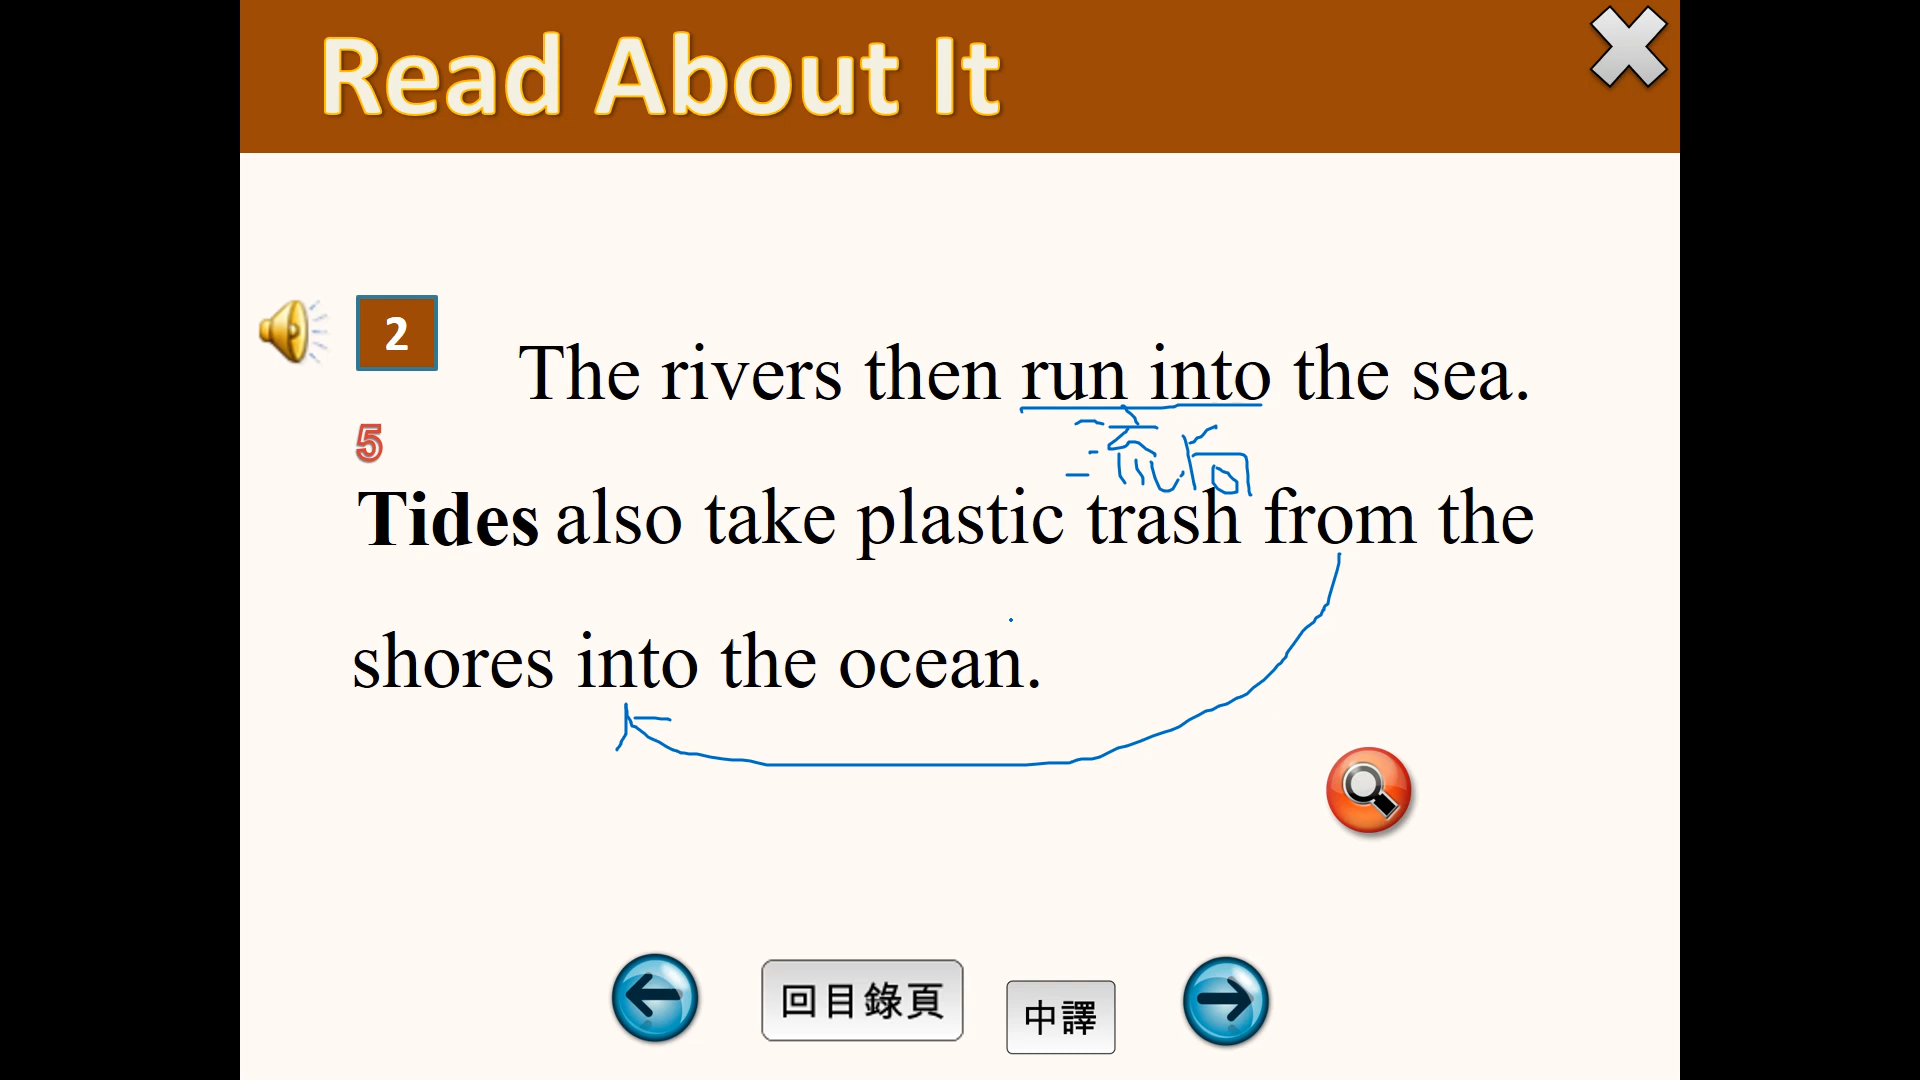 Read About It
2
The rivers then run into the sea.
流向
5
Tides also take plastic trash from the
shores into the ocean.
回目錄頁
中譯